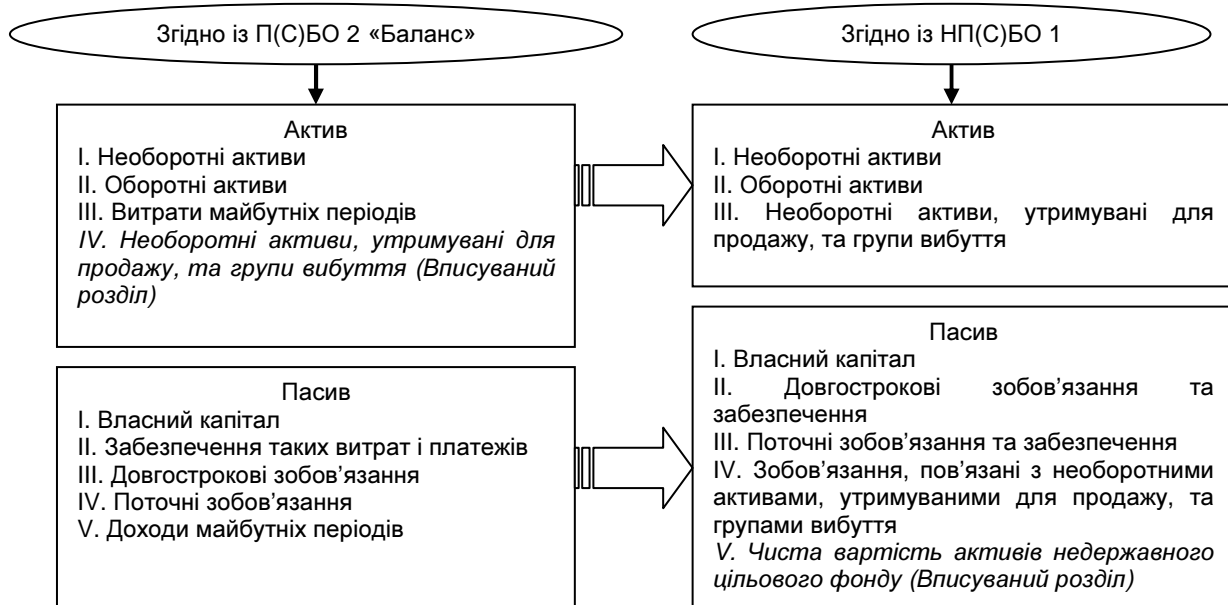 Згідно із П(С)БО 2 «Баланс»
Актив
I. Необоротні активи
II. Оборотні активи
III. Витрати майбутніх періодів
IV. Необоротні активи, утримувані для
продажу, та групи вибуття (Вписуваний
розділ)
Пасив
I. Власний капітал
II. Забезпечення таких витрат і платежів
III. Довгострокові зобов’язання
IV. Поточні зобов’язання
V. Доходи майбутніх періодів
Згідно із НП(С)БО 1
Актив
I. Необоротні активи
II. Оборотні активи
III. Необоротні активи, утримувані для
продажу, та групи вибуття
Пасив
I. Власний капітал
II. Довгострокові зобов’язання та
забезпечення
III. Поточні зобов’язання та забезпечення
IV. Зобов’язання, пов’язані з необоротними
активами, утримуваними для продажу, та
групами вибуття
V. Чиста вартість активів недержавного
цільового фонду (Вписуваний розділ)